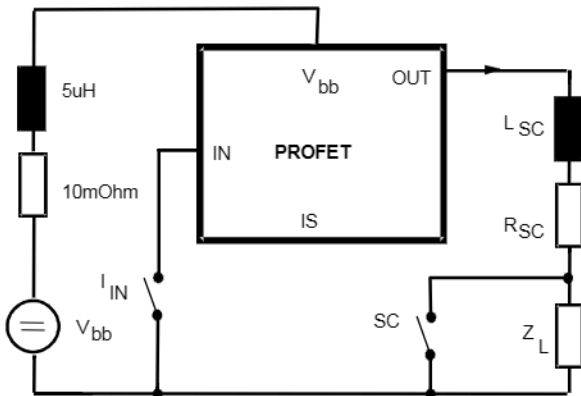 5uH
V_bb
OUT
L_SC
IN
PROFET
10mOhm
R_SC
IS
I_IN
V_bb
SC
Z_L